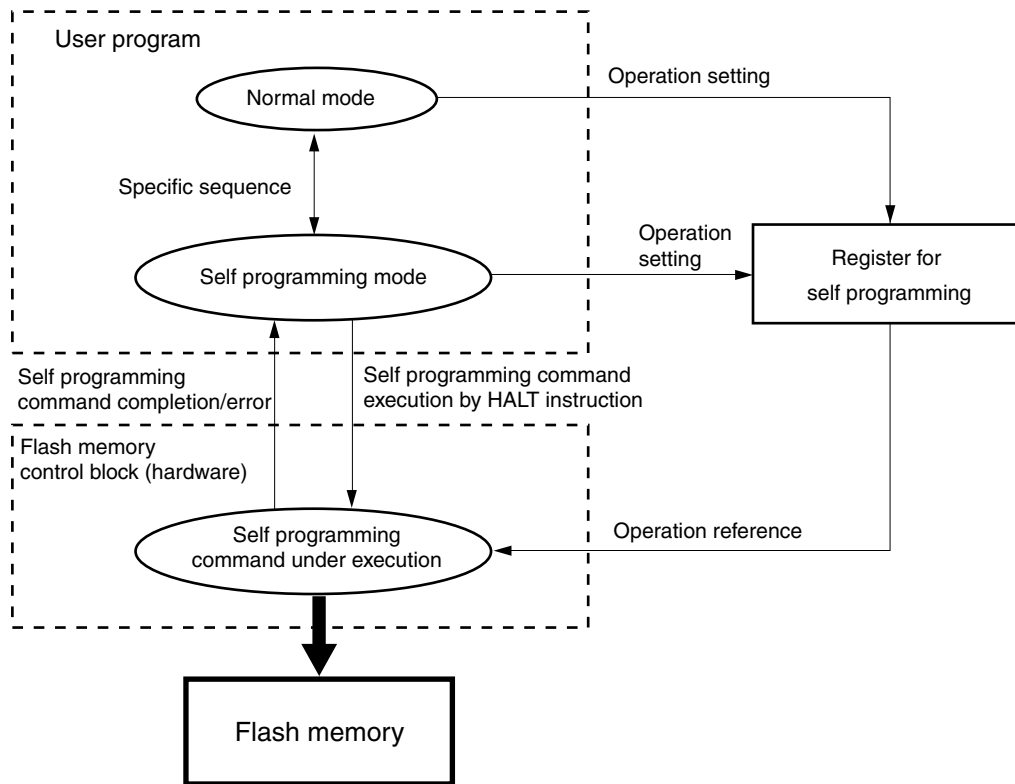 User program
Normal mode
Operation setting
Specific sequence
Operation
setting
Self programming mode
Register for
self programming
Self programming
command completion/error
Self programming command
execution by HALT instruction
Flash memory
control block (hardware)
Self programming
command under execution
Operation reference
Flash memory